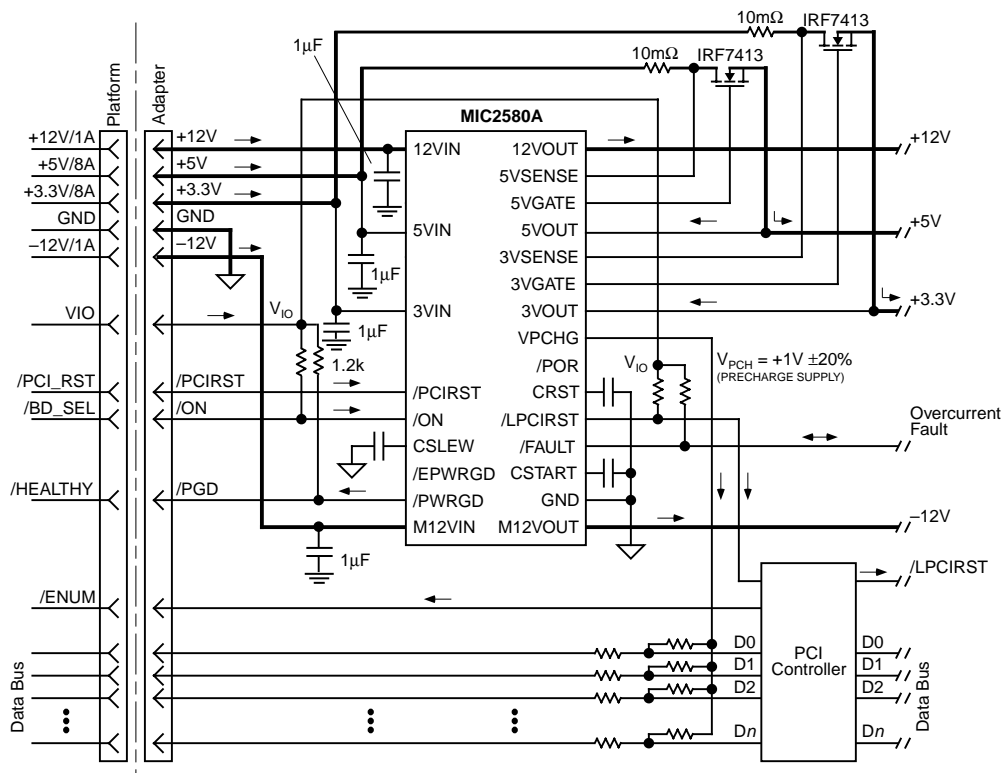 10mΩ
IRF7413
1µF
10mΩ
IRF7413
Platform
Adapter
MIC2580A
+12V/1A
+12V
12VIN
12VOUT
+12V
+5V/8A
+5V
5VSENSE
+3.3V/8A
+3.3V
5VGATE
GND
GND
5VIN
5VOUT
+5V
–12V/1A
–12V
1µF
3VSENSE
3VGATE
VIO
VIO
3VIN
3VOUT
+3.3V
1µF
VPCHG
1.2k
/POR
VIO
VPCH = +1V ±20%
(PRECHARGE SUPPLY)
/PCI_RST
/PCIRST
/PCIRST
CRST
/BD_SEL
/ON
/ON
/LPCIRST
CSLEW
/FAULT
Overcurrent
Fault
/EPWRGD
CSTART
/HEALTHY
/PGD
/PWRGD
GND
M12VIN
M12VOUT
–12V
1µF
/LPCIRST
/ENUM
PCI
Controller
Data Bus
D0
D0
D1
D1
D2
D2
Dn
Dn
Data Bus